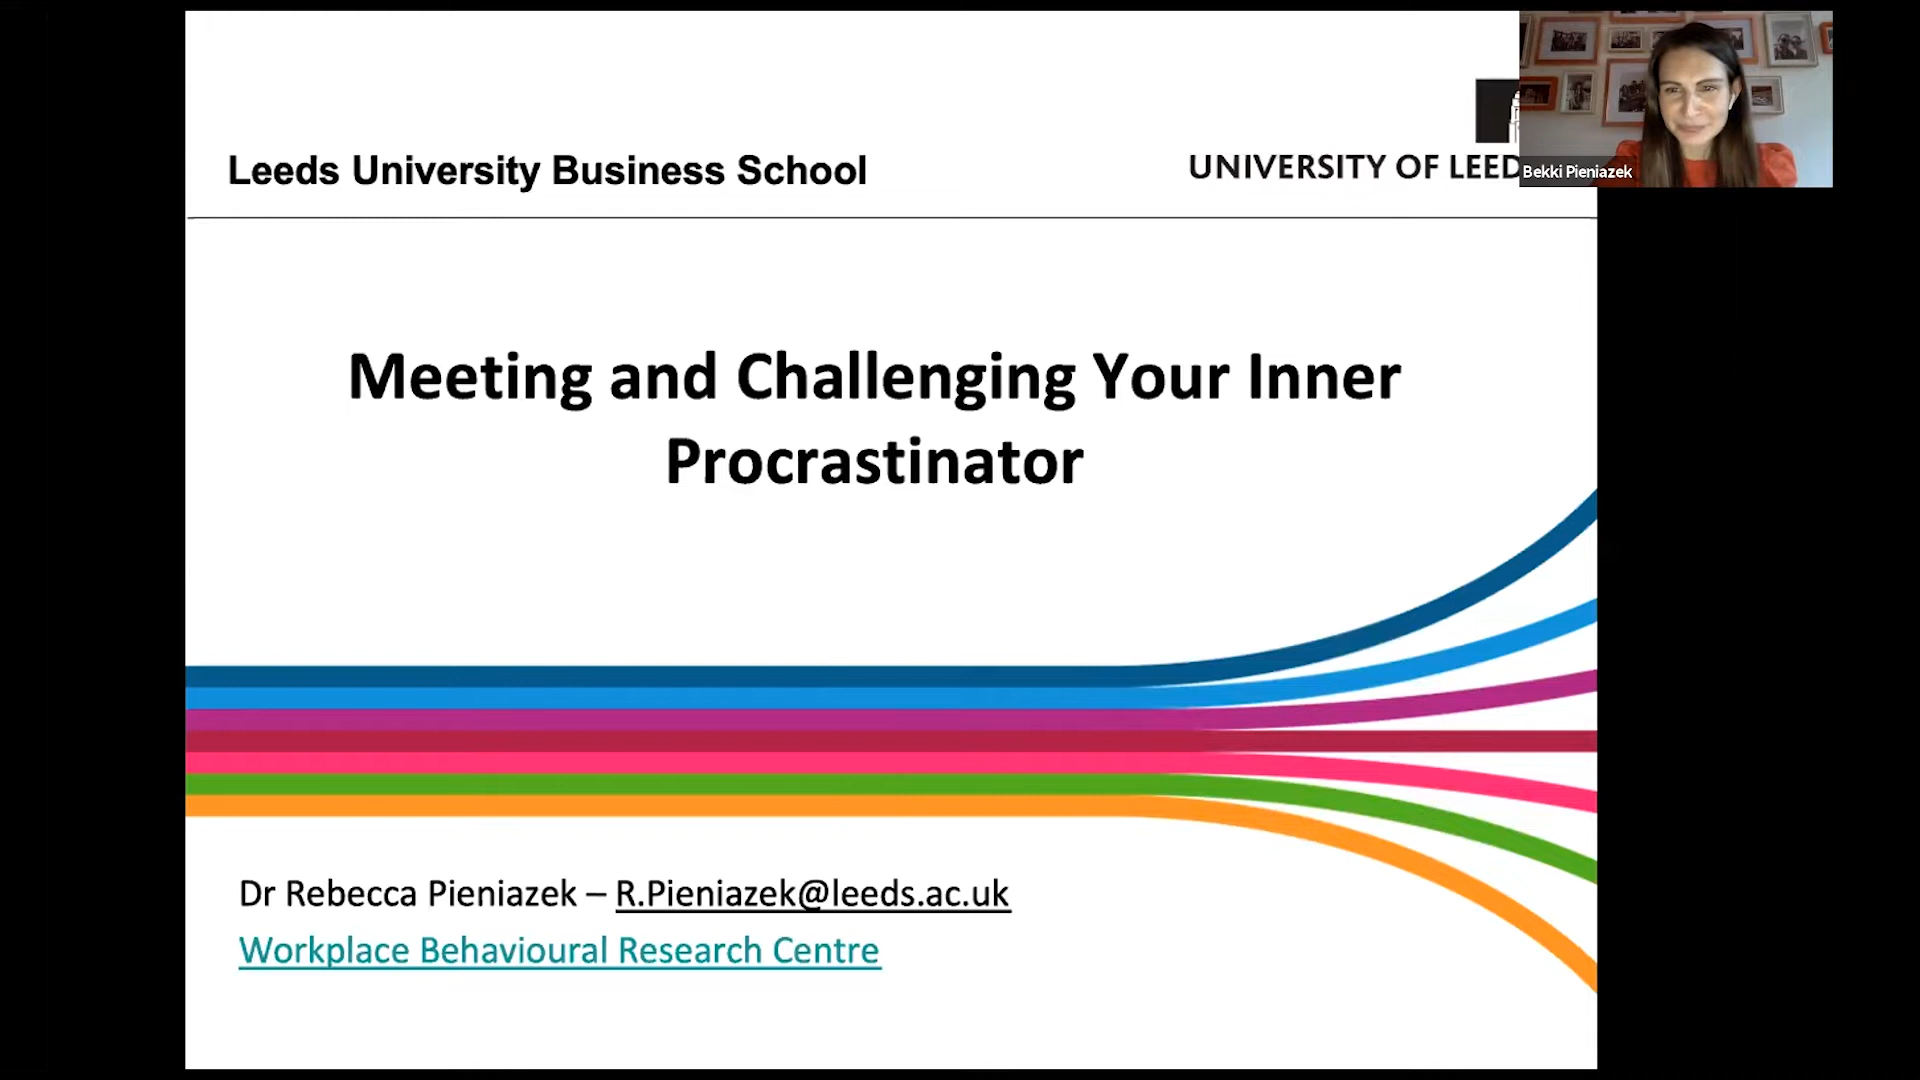 Leeds University Business School
UNIVERSITY OF LEED
Bekki Pieniazek
Meeting and Challenging Your Inner
Procrastinator
Dr Rebecca Pieniazek – R.Pieniazek@leeds.ac.uk
Workplace Behavioural Research Centre